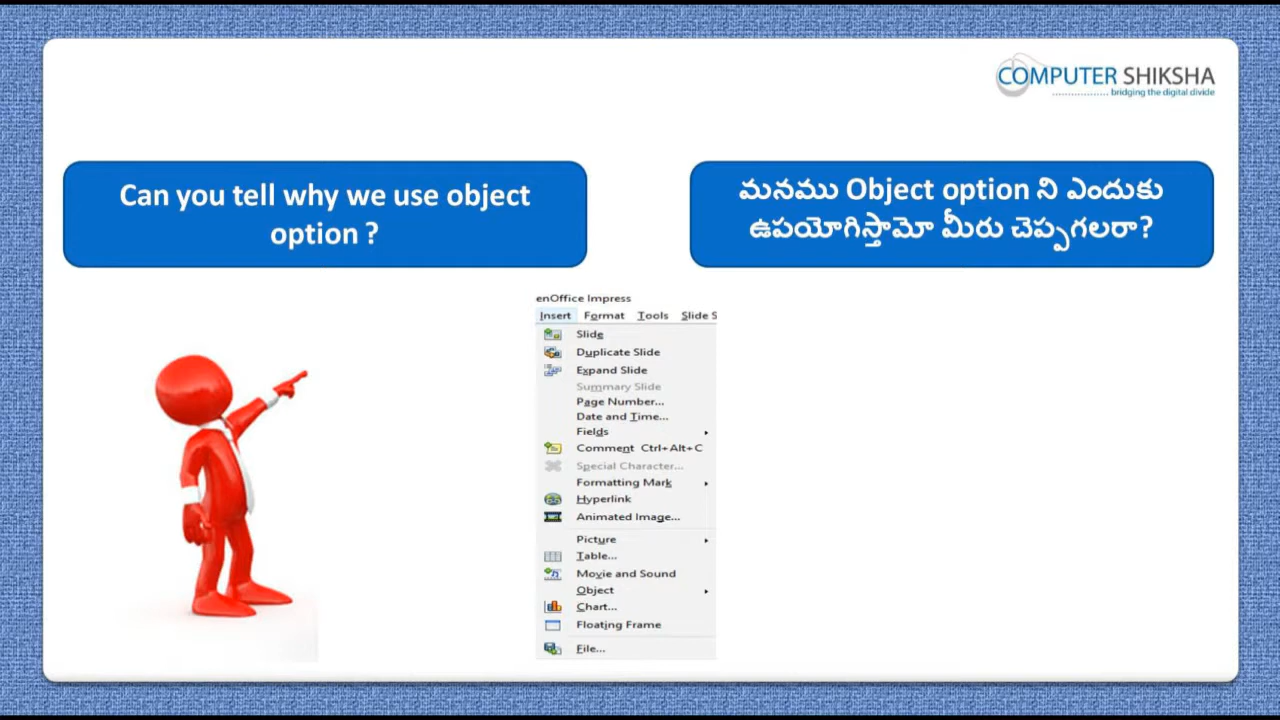 COMPUTER SHIKSHA
bridging the digital divide
Can you tell why we use object
option ?
మనము Object option ని ఎందుకు
ఉపయోగిస్తామో మీరు చెప్పగలరా?
enOffice Impress
Insert Format Tools Slide S
Slide
Duplicate Slide
Expand Slide
Summary Slide
Page Number...
Date and Time...
Fields
Comment Ctrl+Alt+C
Special Character...
Formatting Mark
Hyperlink
Animated Image...
Picture
Table...
Movie and Sound
Object
Chart...
Floating Frame
File...